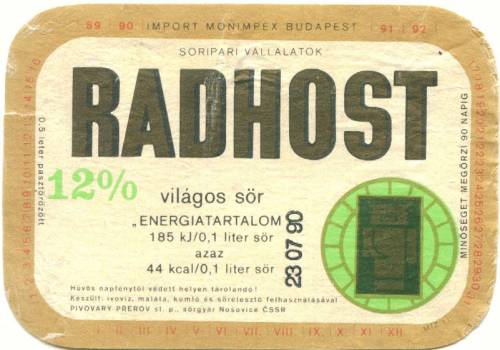 89 90 IMPORT MONIMPEX BUDAPEST 91 92
SÖRIPARI VÁLLALATOK
RADHOST
0,5 liter pasztőrözött
12%
világos sör
„ENERGIATARTALOM
185 kJ/0,1 liter sör
azaz
44 kcal/0,1 liter sör
23 07 90
MINŐSÉGET MEGŐRZI 90 NAPIG
Hűvös napfénytől védett helyen tárolandó!
Készült: ivóvíz, maláta, komló és sörélesztő felhasználásával
PIVOVARY PŘEROV st. p., sörgyár Nošovice ČSSR
I II III IV V VI VII VIII IX X XI XII